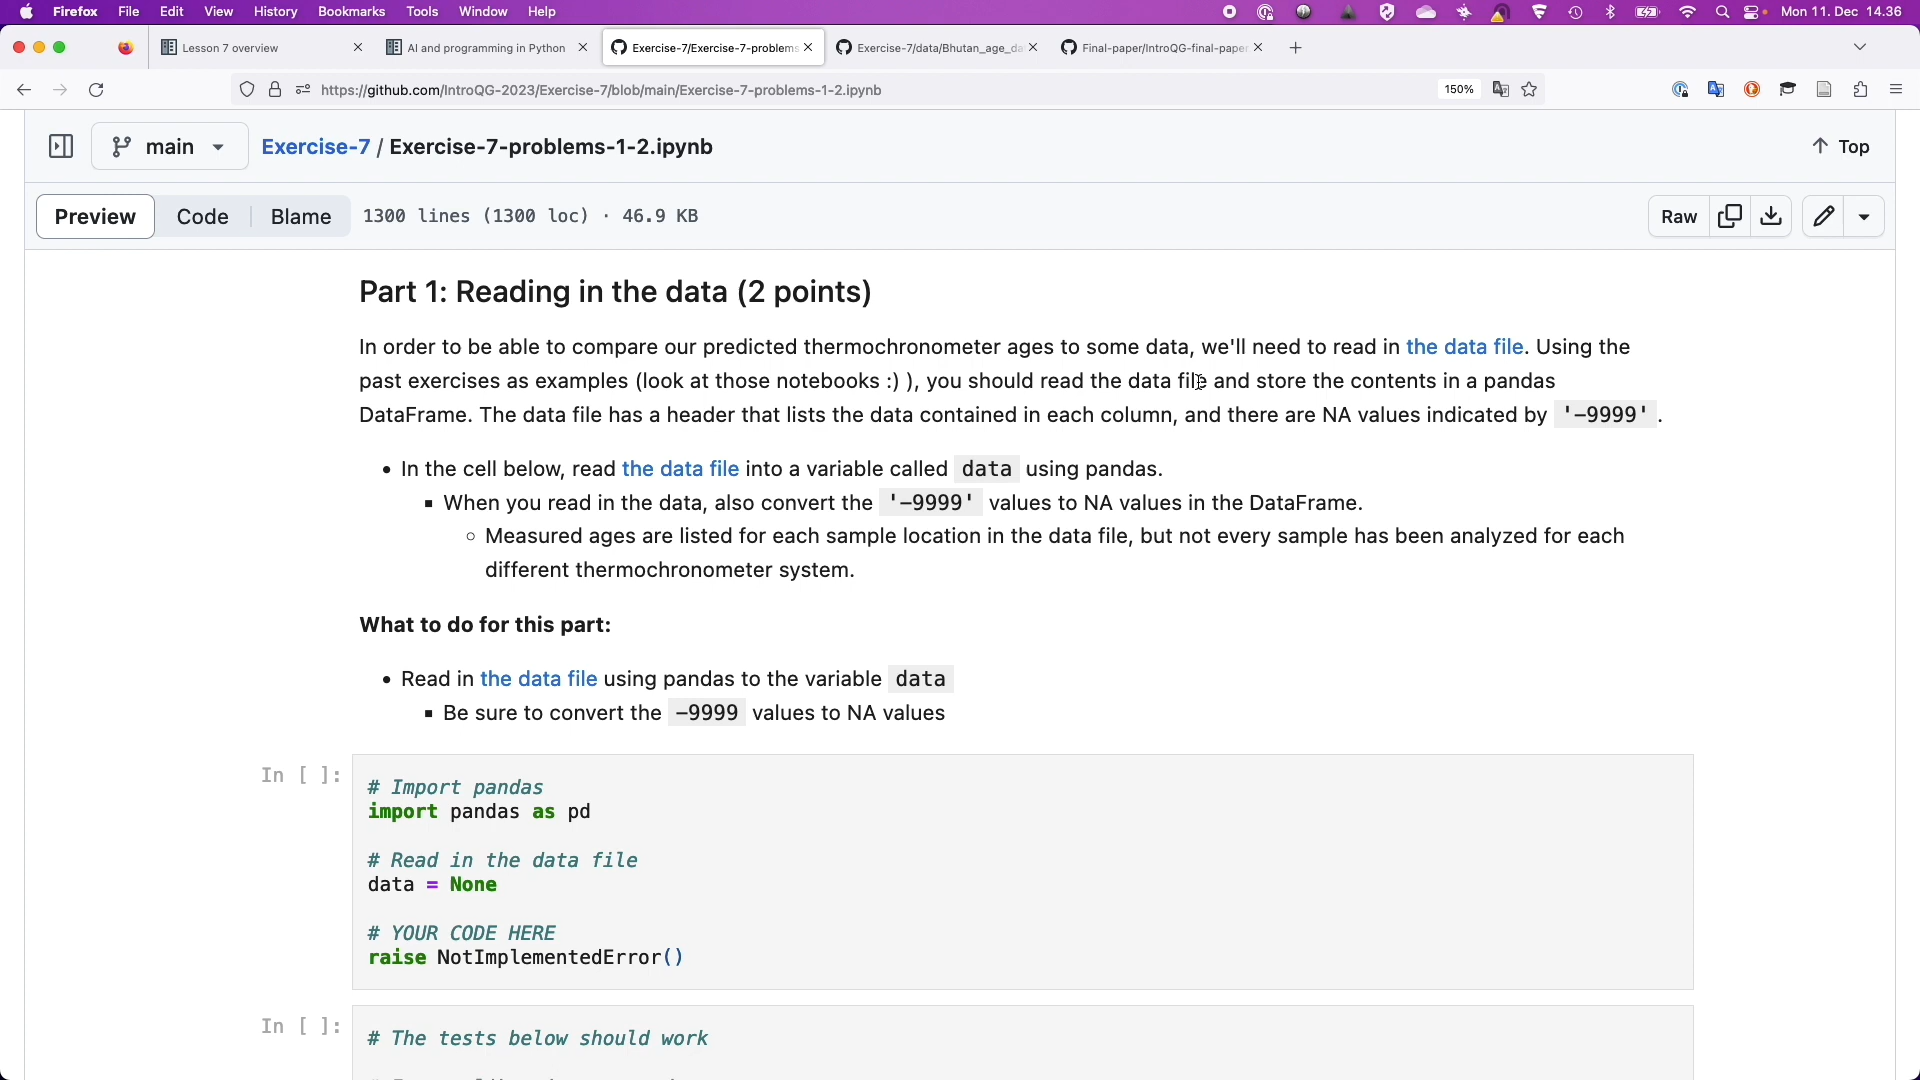 Firefox File Edit View History Bookmarks Tools Window Help Mon 11. Dec 14.36
Lesson 7 overview AI and programming in Python Exercise-7/Exercise-7-problems Exercise-7/data/Bhutan_age_da Final-paper/IntroQG-final-paper
https://github.com/IntroQG-2023/Exercise-7/blob/main/Exercise-7-problems-1-2.ipynb 150%
main Exercise-7 / Exercise-7-problems-1-2.ipynb Top
Preview Code Blame 1300 lines (1300 loc) · 46.9 KB Raw
Part 1: Reading in the data (2 points)
In order to be able to compare our predicted thermochronometer ages to some data, we'll need to read in the data file. Using the
past exercises as examples (look at those notebooks :) ), you should read the data file and store the contents in a pandas
DataFrame. The data file has a header that lists the data contained in each column, and there are NA values indicated by '-9999' .
• In the cell below, read the data file into a variable called data using pandas.
▪ When you read in the data, also convert the '-9999' values to NA values in the DataFrame.
◦ Measured ages are listed for each sample location in the data file, but not every sample has been analyzed for each
different thermochronometer system.
What to do for this part:
• Read in the data file using pandas to the variable data
▪ Be sure to convert the -9999 values to NA values
In [ ]:
# Import pandas
import pandas as pd
# Read in the data file
data = None
# YOUR CODE HERE
raise NotImplementedError()
In [ ]:
# The tests below should work